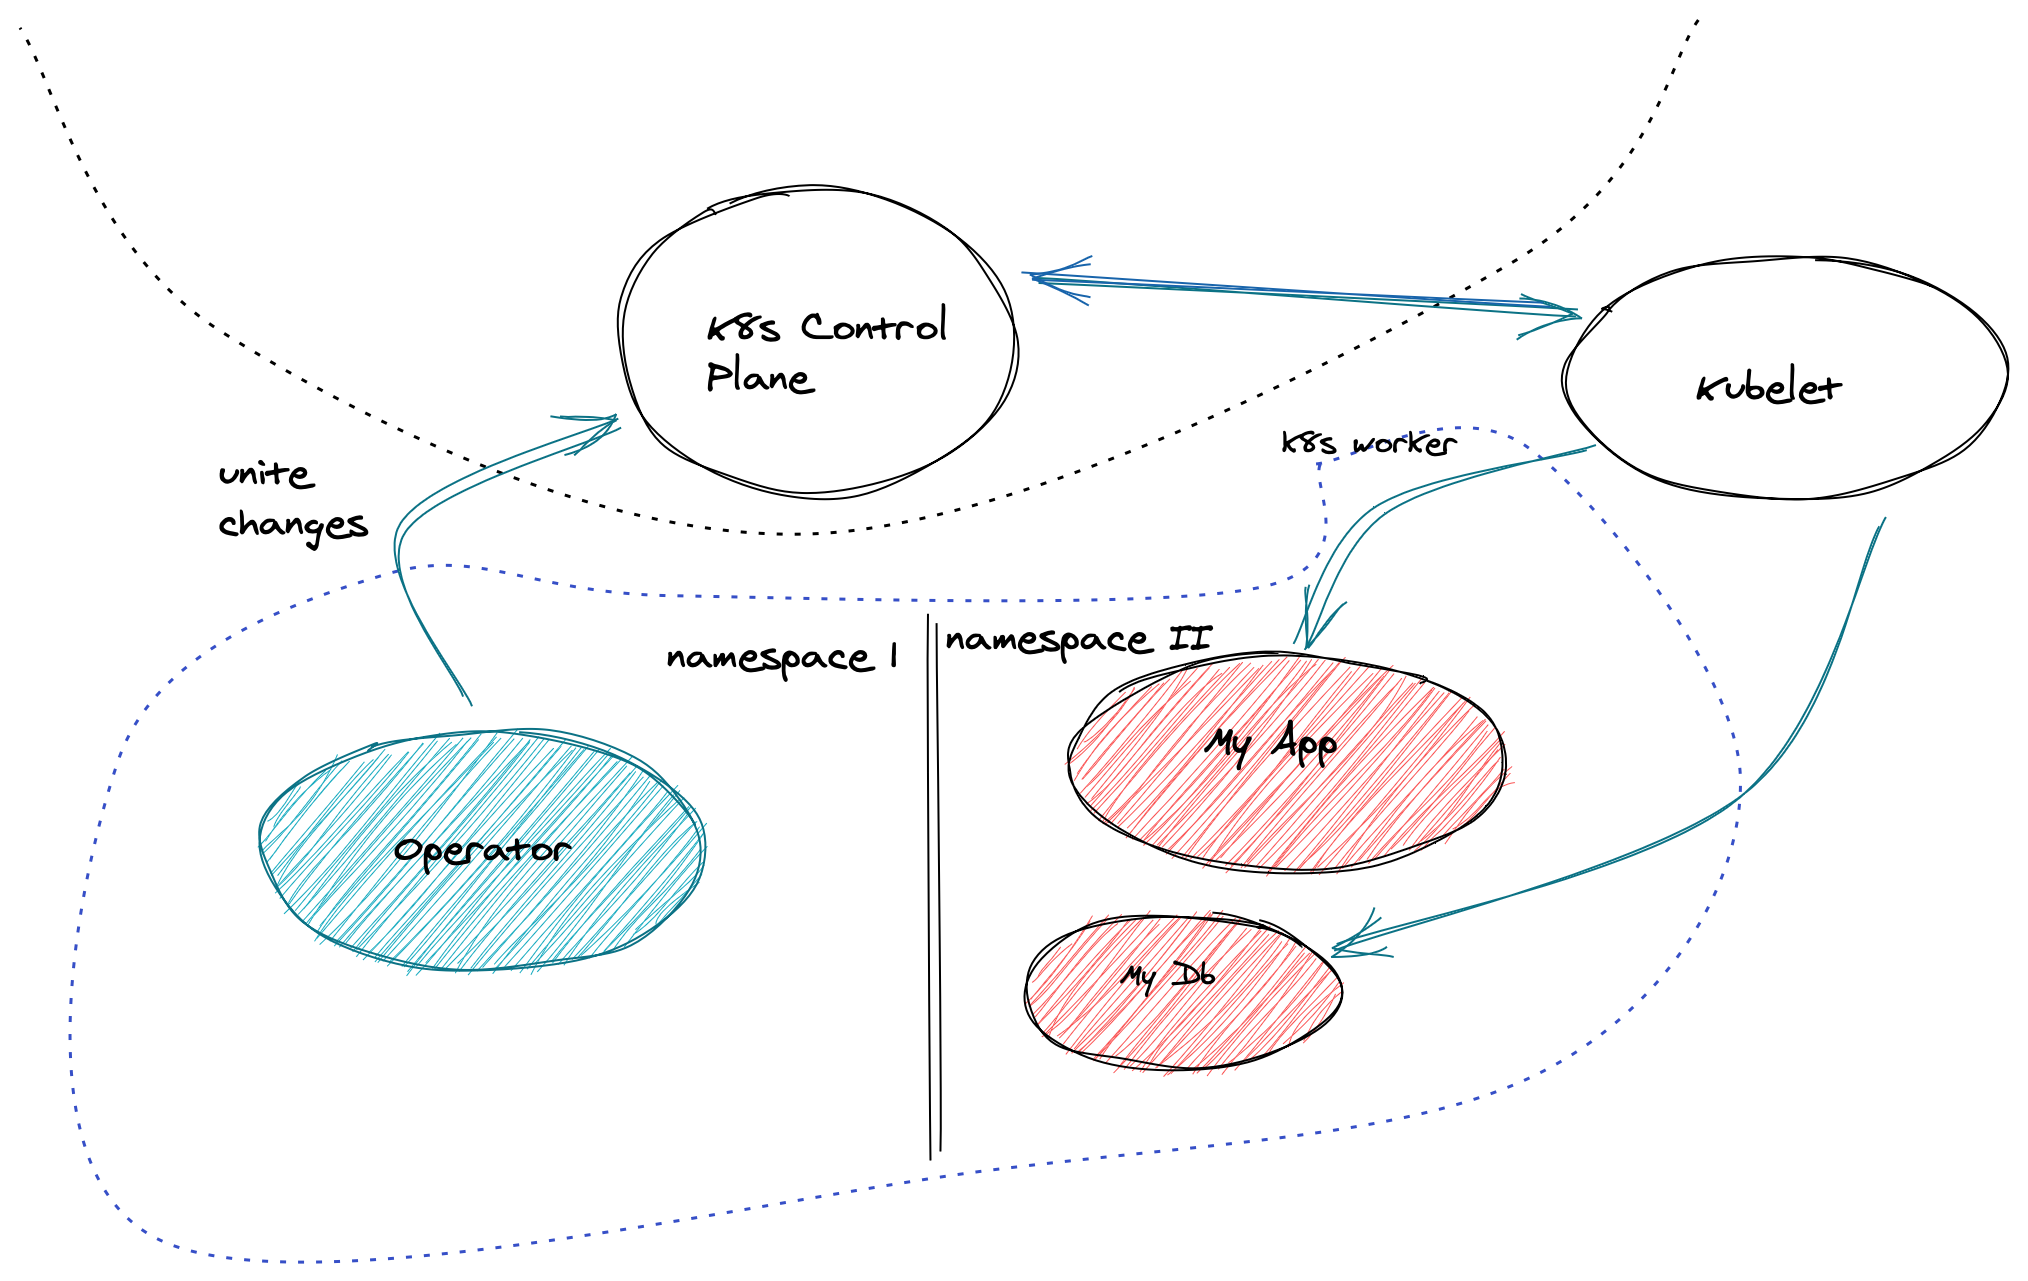 K8s Control
Plane
Kubelet
K8s worker
unite
changes
namespace I
namespace II
My App
Operator
My Db